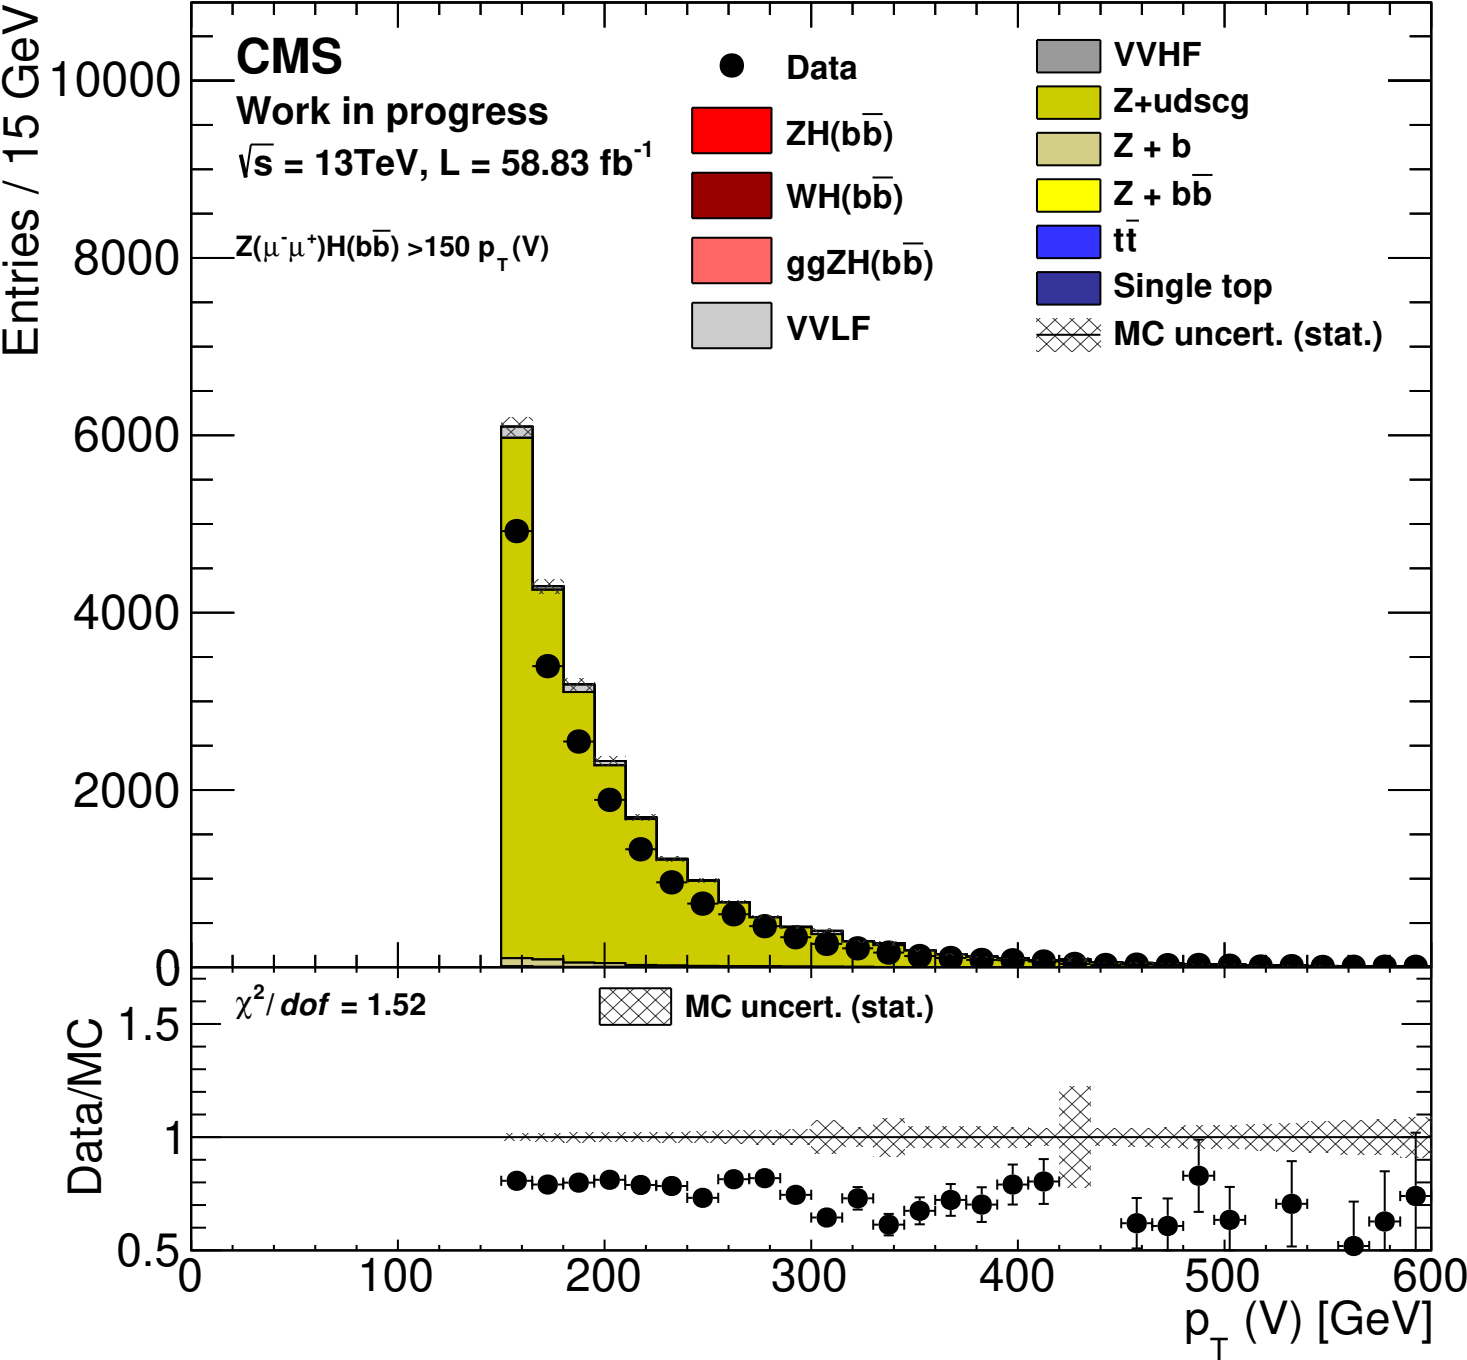 Entries / 15 GeV
10000
8000
6000
4000
2000
0
CMS
Work in progress
√s = 13TeV, L = 58.83 fb⁻¹
Z(μ⁻μ⁺)H(bb̅) >150 p_T(V)
Data
ZH(bb̅)
WH(bb̅)
ggZH(bb̅)
VVLF
VVHF
Z+udscg
Z + b
Z + bb̅
tt̅
Single top
MC uncert. (stat.)
χ²/dof = 1.52
MC uncert. (stat.)
Data/MC
1.5
1
0.5
0 100 200 300 400 500 600
p_T (V) [GeV]